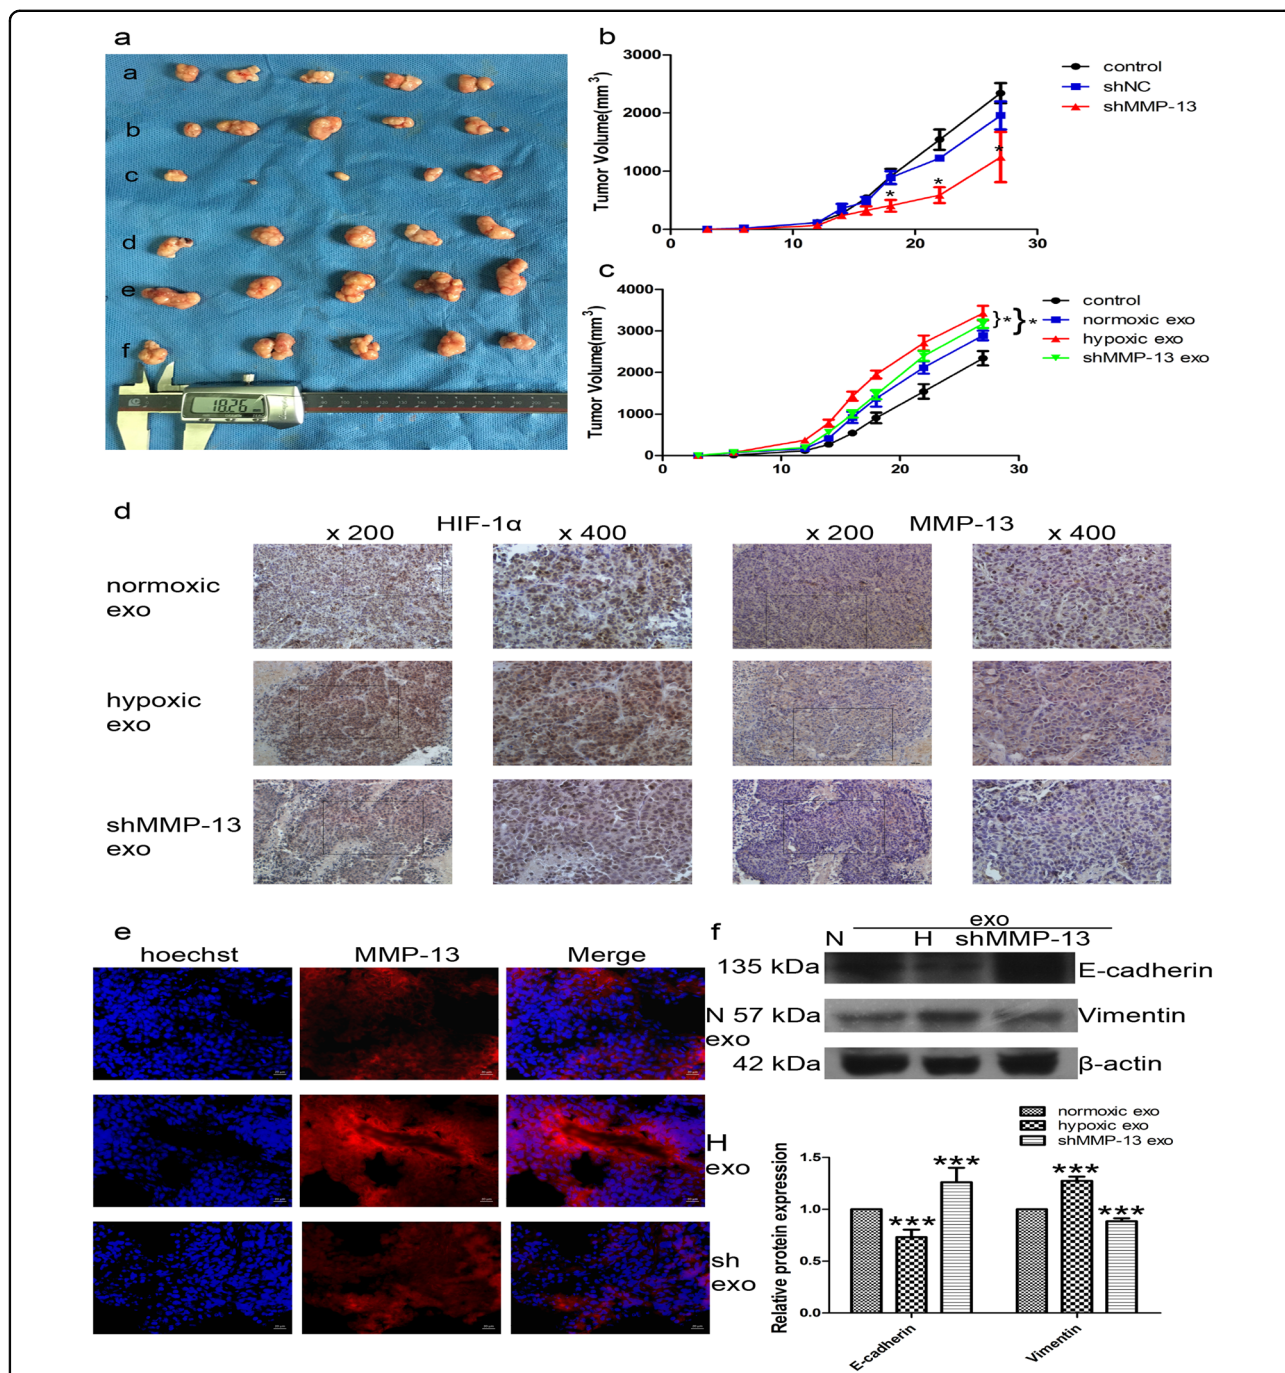 a
a
b
c
d
e
f
18.26
b
3000
2000
1000
0
0 10 20 30
Tumor Volume(mm³)
control
shNC
shMMP-13
* * *
c
4000
3000
2000
1000
0
0 10 20 30
Tumor Volume(mm³)
control
normoxic exo
hypoxic exo
shMMP-13 exo
}* }*
d
HIF-1α MMP-13
x 200 x 400 x 200 x 400
normoxic
exo
hypoxic
exo
shMMP-13
exo
e
hoechst MMP-13 Merge
N
exo
H
exo
sh
exo
f
exo
N H shMMP-13
135 kDa E-cadherin
57 kDa Vimentin
42 kDa β-actin
normoxic exo
hypoxic exo
shMMP-13 exo
Relative protein expression
1.5
1.0
0.5
0.0
*** *** *** ***
E-cadherin Vimentin